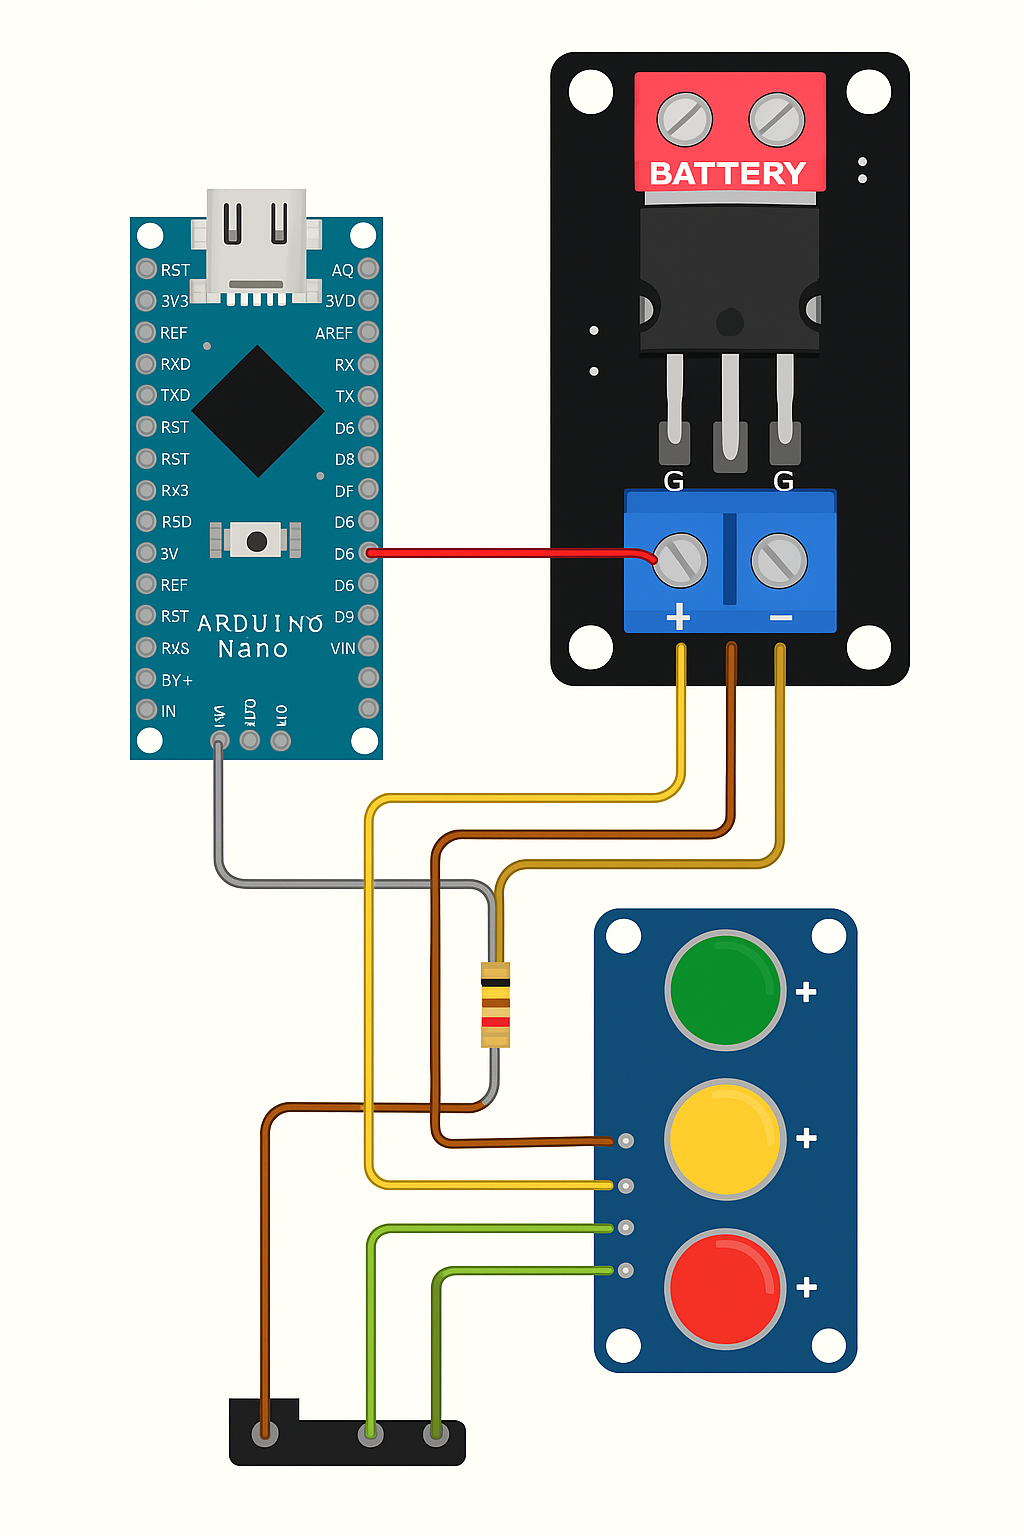 BATTERY
G
G
+
−
RST
3V3
REF
RXD
TXD
RST
RST
Rx3
R5D
3V
REF
RST
RxS
BY+
IN
AQ
3VD
AREF
RX
TX
D6
D8
DF
D6
D6
D6
D9
VIN
ARDUINO
Nano
+
+
+